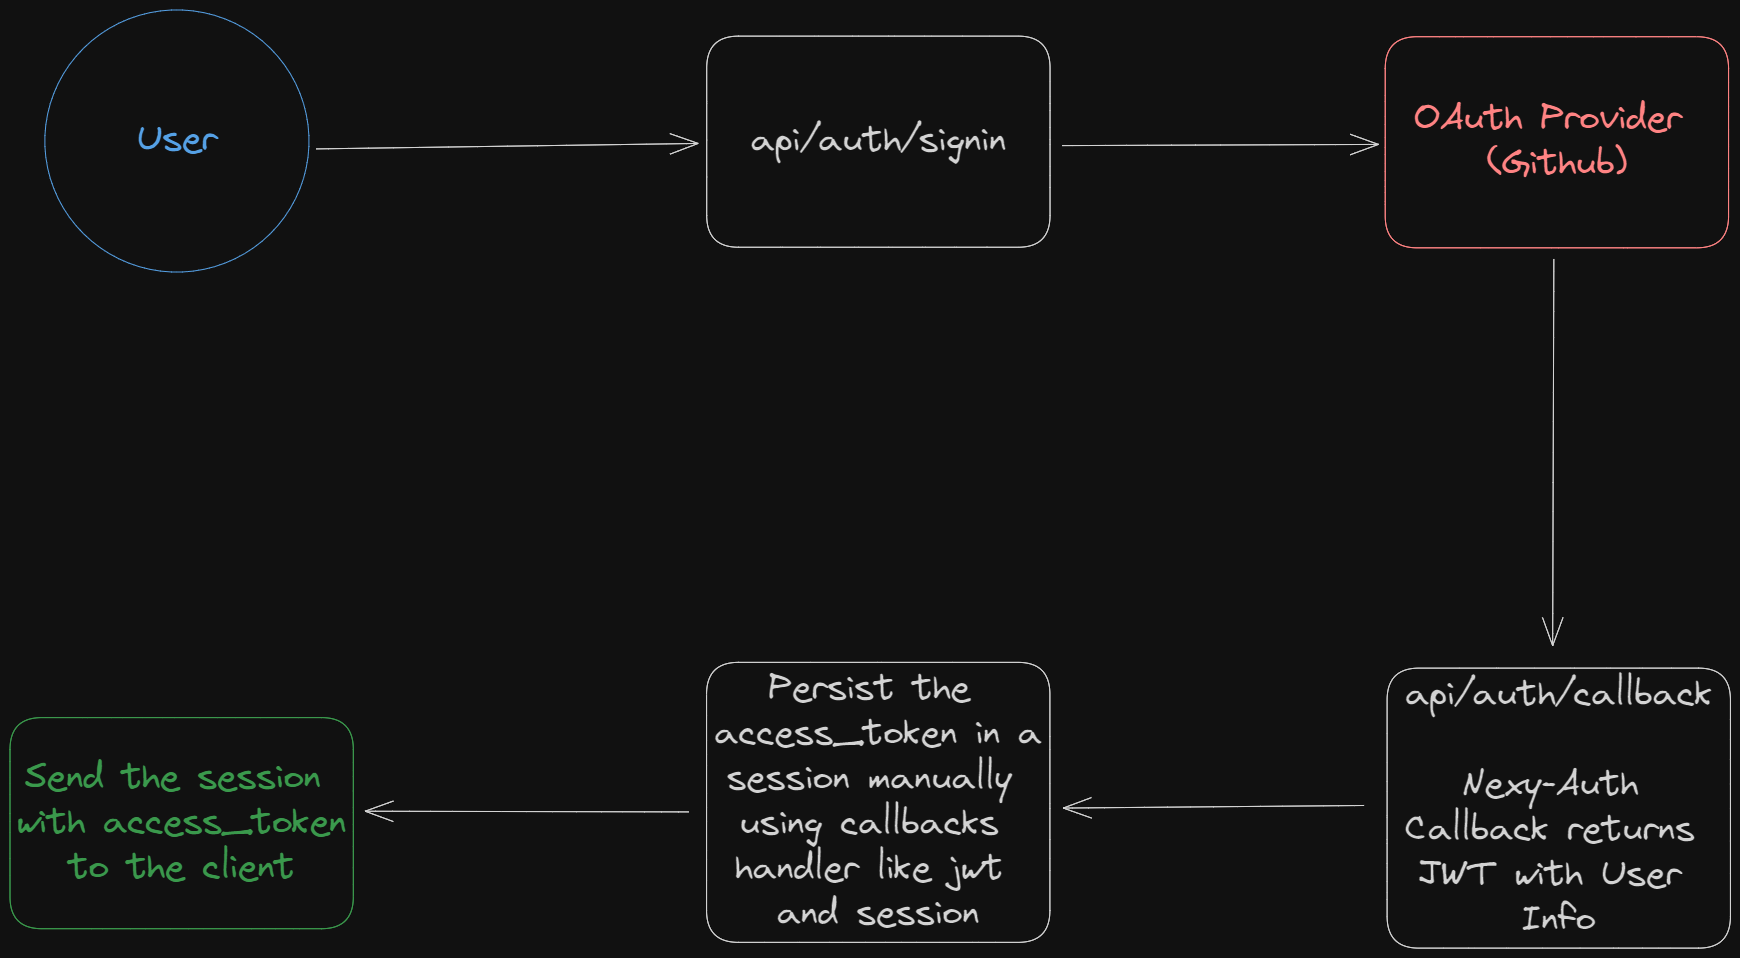 User
api/auth/signin
OAuth Provider
(Github)
api/auth/callback
Nexy-Auth
Callback returns
JWT with User
Info
Persist the
access_token in a
session manually
using callbacks
handler like jwt
and session
Send the session
with access_token
to the client